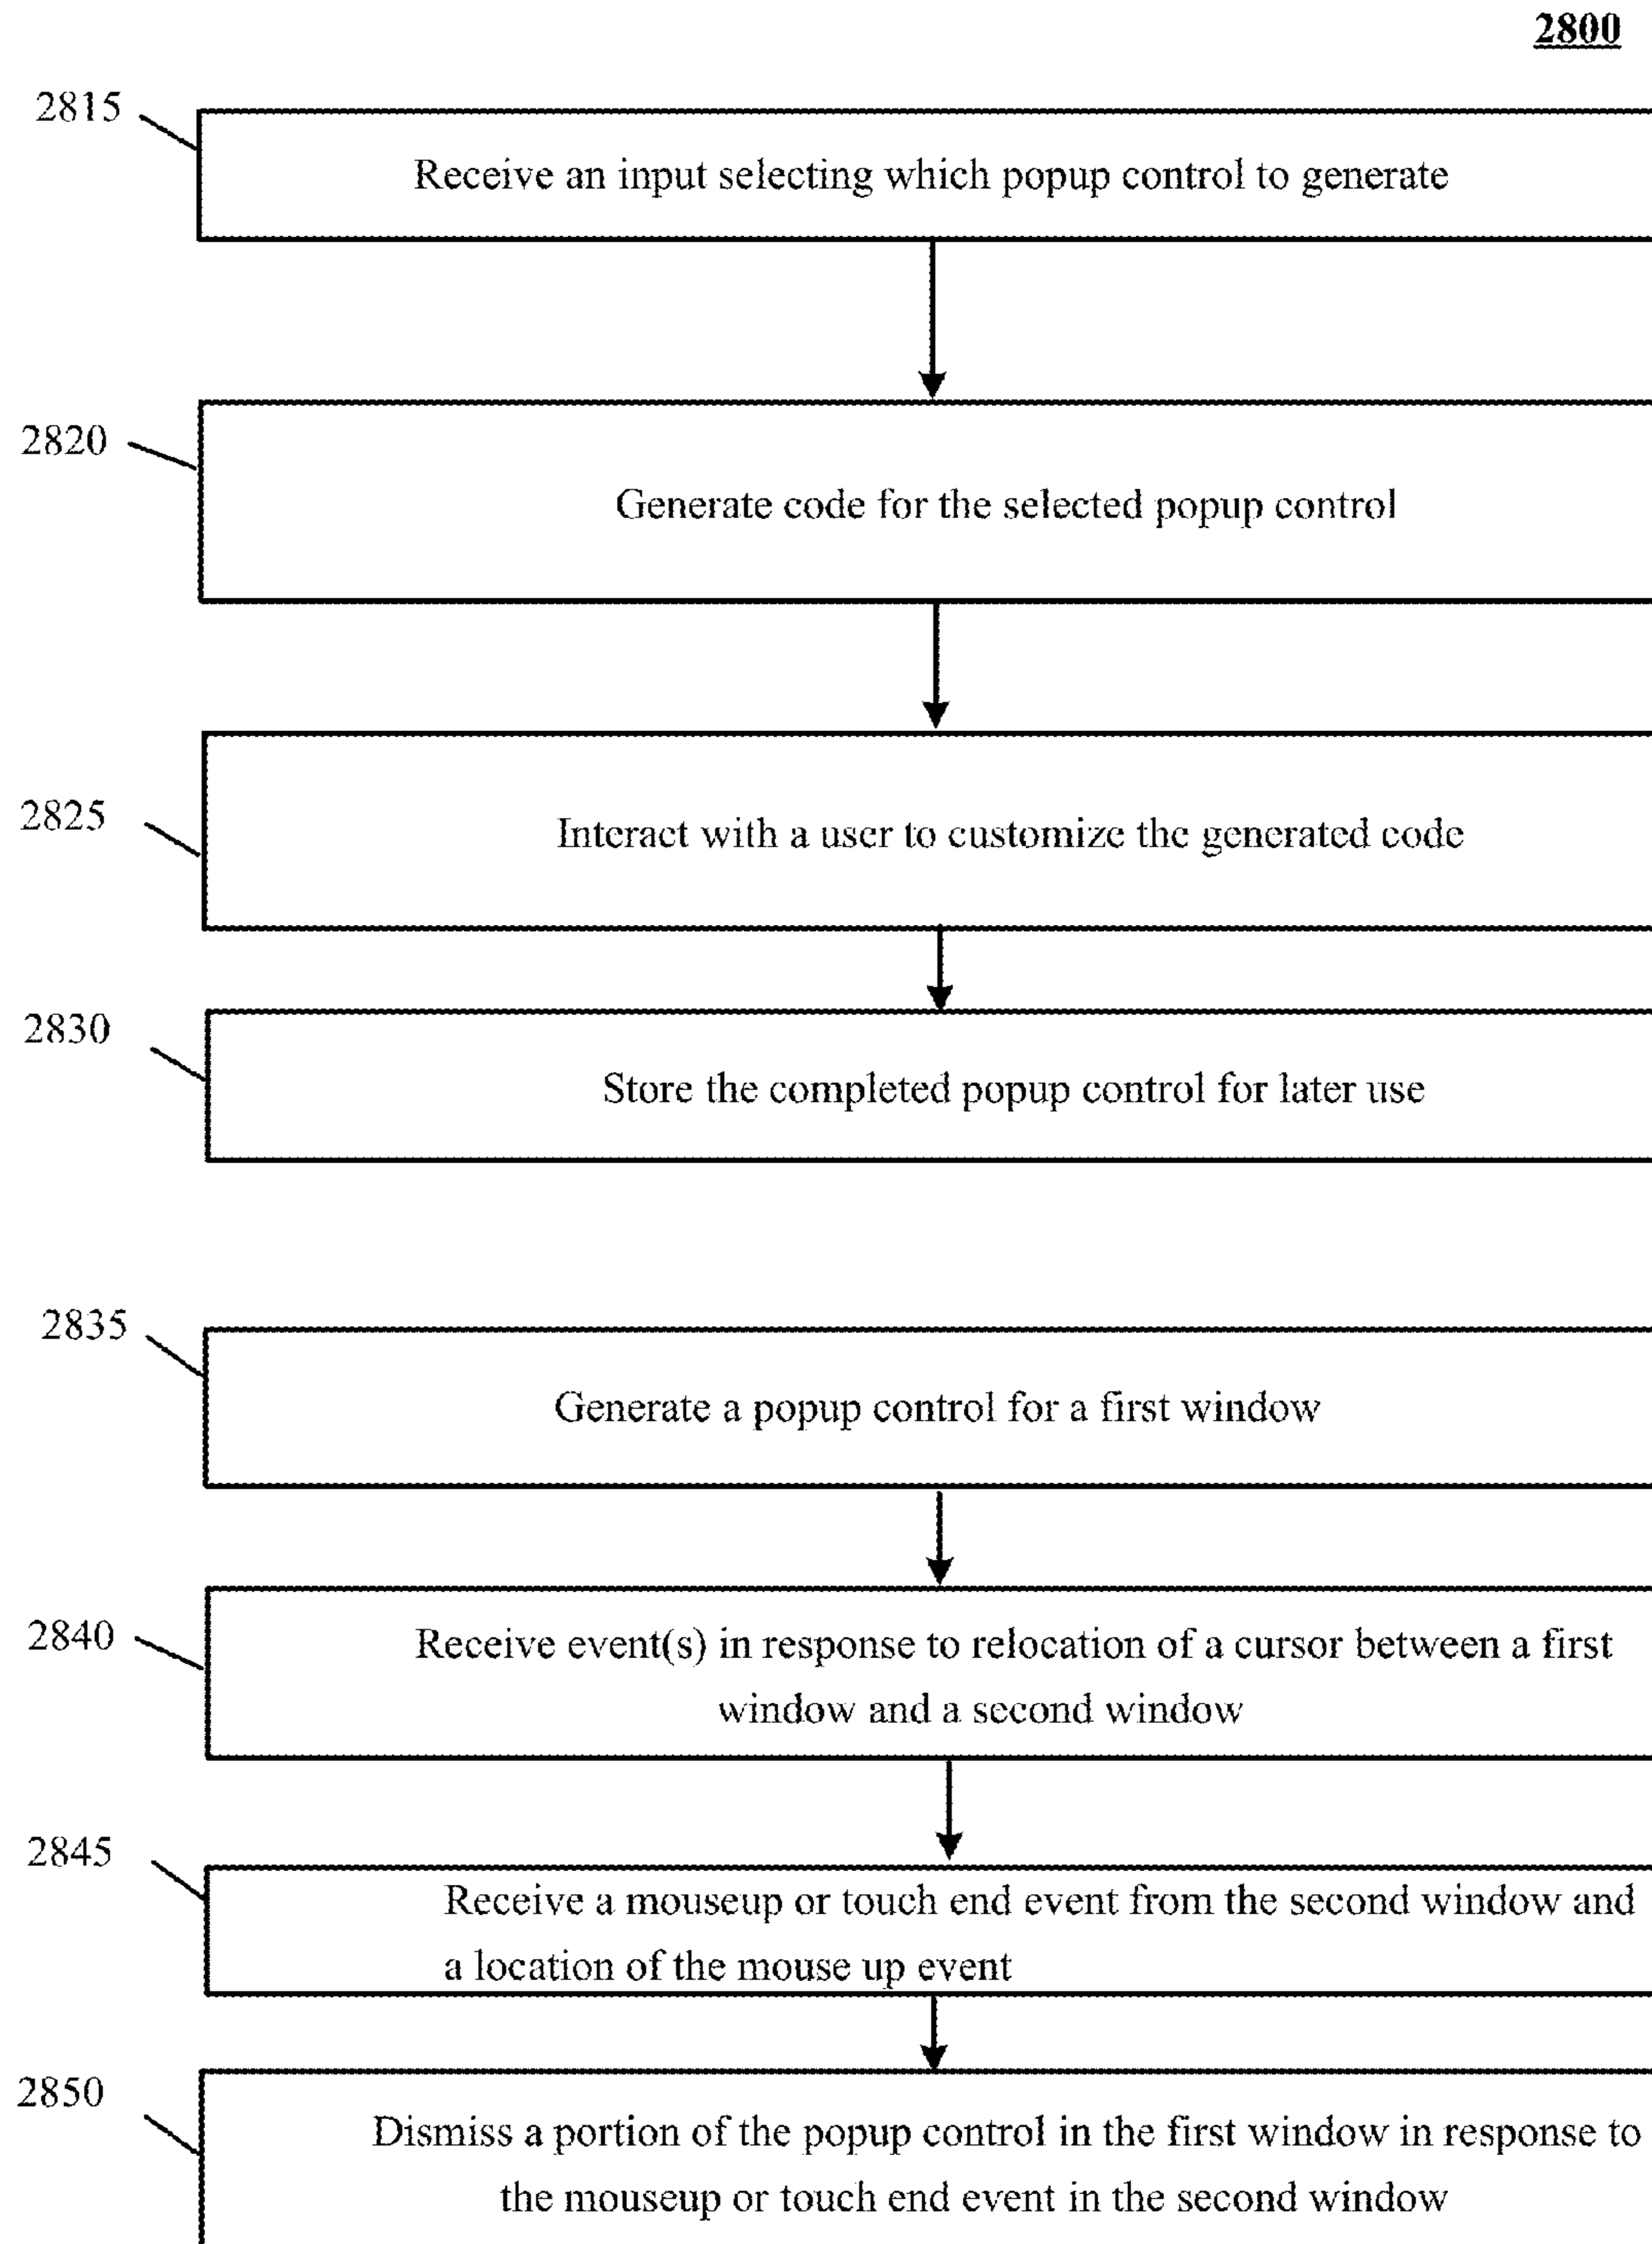 2800
2815
Receive an input selecting which popup control to generate
2820
Generate code for the selected popup control
2825
Interact with a user to customize the generated code
2830
Store the completed popup control for later use
2835
Generate a popup control for a first window
2840
Receive event(s) in response to relocation of a cursor between a first
window and a second window
2845
Receive a mouseup or touch end event from the second window and
a location of the mouse up event
2850
Dismiss a portion of the popup control in the first window in response to
the mouseup or touch end event in the second window